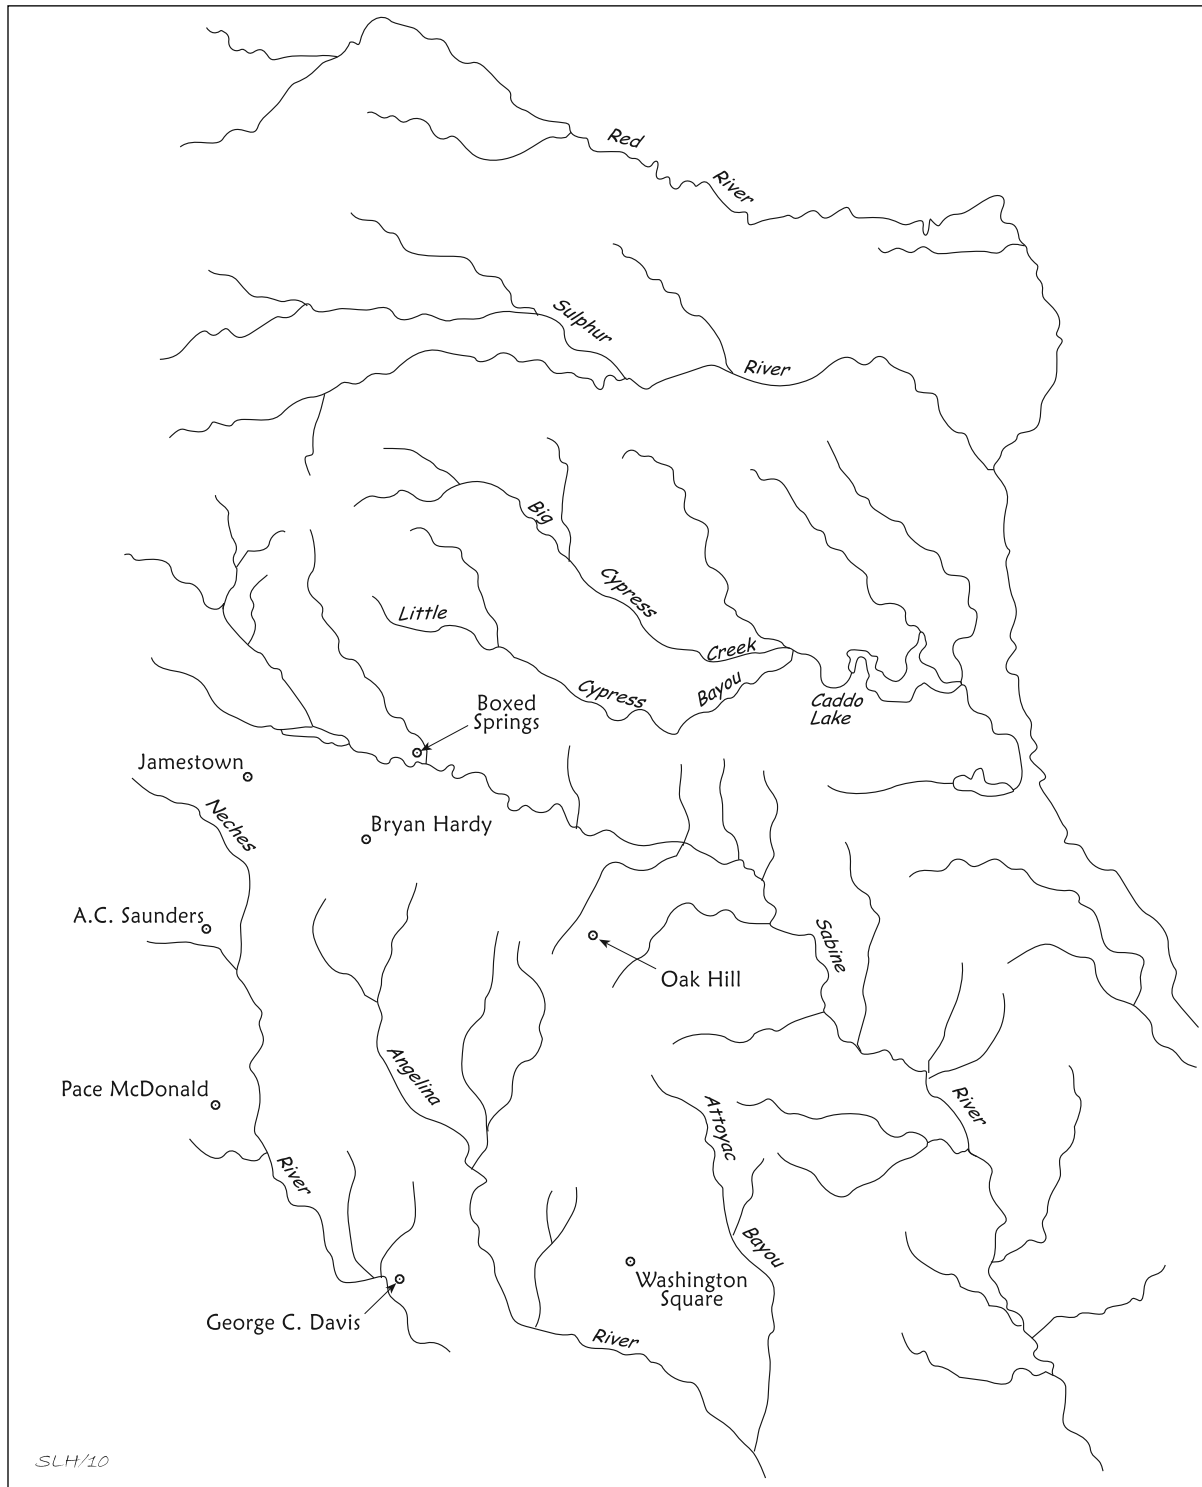 Red
River
Sulphur
River
Big
Cypress
Creek
Little
Cypress
Bayou
Caddo
Lake
Boxed
Springs
Jamestown
Neches
Bryan Hardy
A.C. Saunders
Sabine
Oak Hill
Angelina
Pace McDonald
River
Attoyac
River
Bayou
Washington
Square
George C. Davis
River
SLH/10